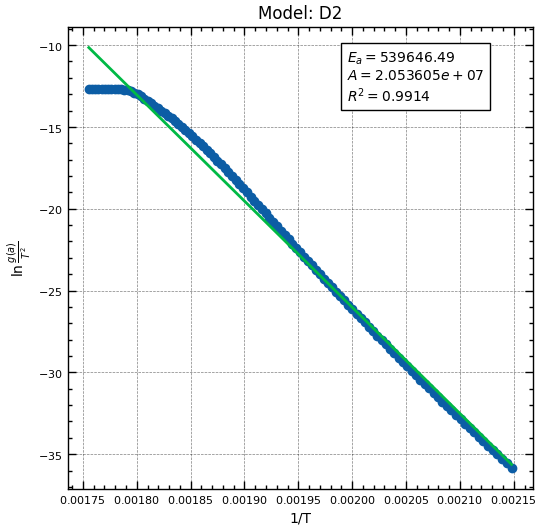 Model: D2
E_a = 539646.49
A = 2.053605e + 07
R^2 = 0.9914
−10
−15
−20
−25
−30
−35
ln g(a)/T^2
0.00175 0.00180 0.00185 0.00190 0.00195 0.00200 0.00205 0.00210 0.00215
1/T